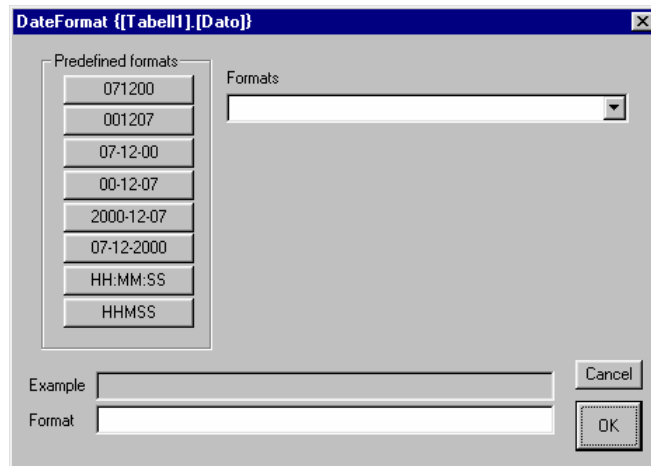 DateFormat {[Tabell1].[Dato]}
Predefined formats
071200
001207
07-12-00
00-12-07
2000-12-07
07-12-2000
HH:MM:SS
HHMSS
Formats
Example
Format
Cancel
OK